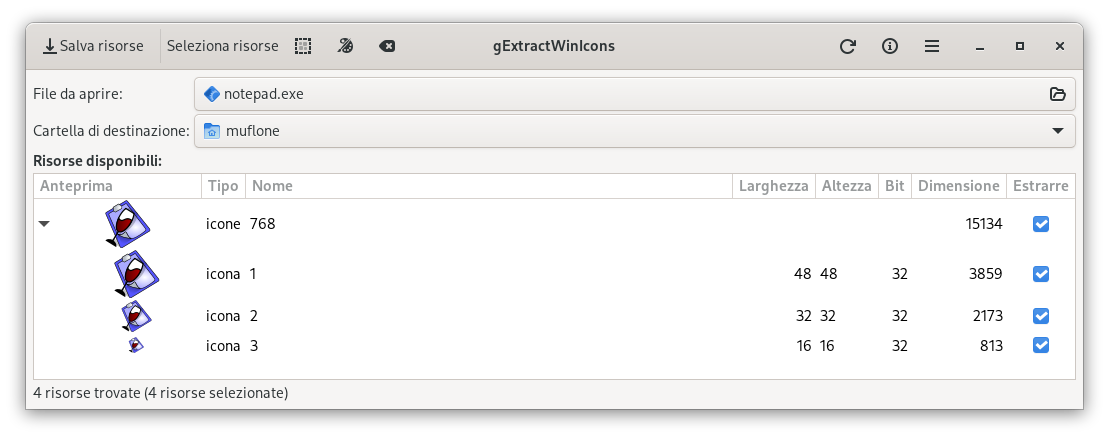 Salva risorse Seleziona risorse gExtractWinIcons
File da aprire: notepad.exe
Cartella di destinazione: muflone
Risorse disponibili:
Anteprima Tipo Nome Larghezza Altezza Bit Dimensione Estrarre
icone 768 15134
icona 1 48 48 32 3859
icona 2 32 32 32 2173
icona 3 16 16 32 813
4 risorse trovate (4 risorse selezionate)